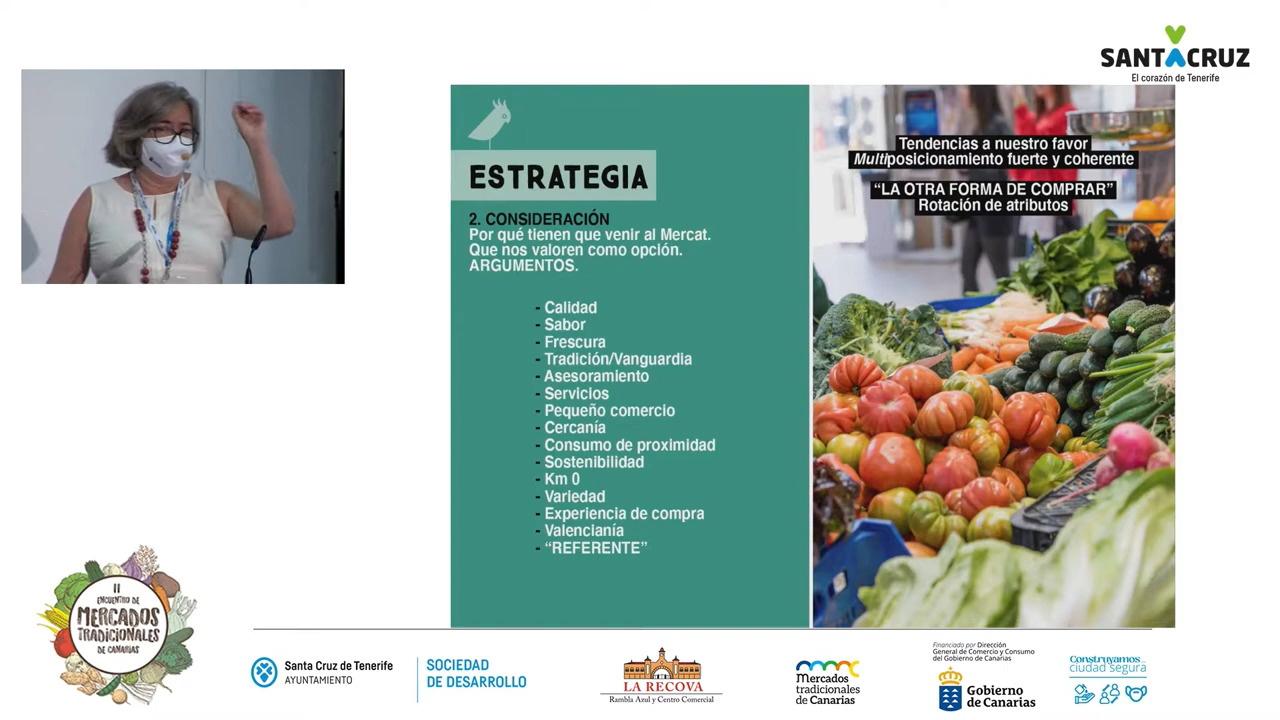 SANTACRUZ
El corazón de Tenerife
ESTRATEGIA
2. CONSIDERACIÓN
Por qué tienen que venir al Mercat.
Que nos valoren como opción.
ARGUMENTOS.
- Calidad
- Sabor
- Frescura
- Tradición/Vanguardia
- Asesoramiento
- Servicios
- Pequeño comercio
- Cercanía
- Consumo de proximidad
- Sostenibilidad
- Km 0
- Variedad
- Experiencia de compra
- Valencianía
- “REFERENTE”
Tendencias a nuestro favor
Multiposicionamiento fuerte y coherente
“LA OTRA FORMA DE COMPRAR”
Rotación de atributos
II
ENCUENTRO DE
MERCADOS
TRADICIONALES
DE CANARIAS
Santa Cruz de Tenerife
AYUNTAMIENTO
SOCIEDAD
DE DESARROLLO
LA RECOVA
Rambla Azul y Centro Comercial
mercados
tradicionales
de Canarias
Financiado por Dirección
General de Comercio y Consumo
del Gobierno de Canarias
Gobierno
de Canarias
Construyamos...
ciudad segura